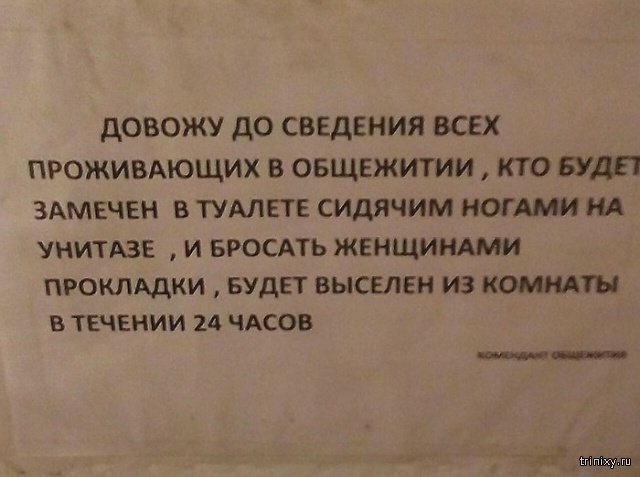 ДОВОЖУ ДО СВЕДЕНИЯ ВСЕХ
ПРОЖИВАЮЩИХ В ОБЩЕЖИТИИ , КТО БУДЕТ
ЗАМЕЧЕН В ТУАЛЕТЕ СИДЯЧИМ НОГАМИ НА
УНИТАЗЕ , И БРОСАТЬ ЖЕНЩИНАМИ
ПРОКЛАДКИ , БУДЕТ ВЫСЕЛЕН ИЗ КОМНАТЫ
В ТЕЧЕНИИ 24 ЧАСОВ
КОМЕНДАНТ ОБЩЕЖИТИЯ
trinixy.ru